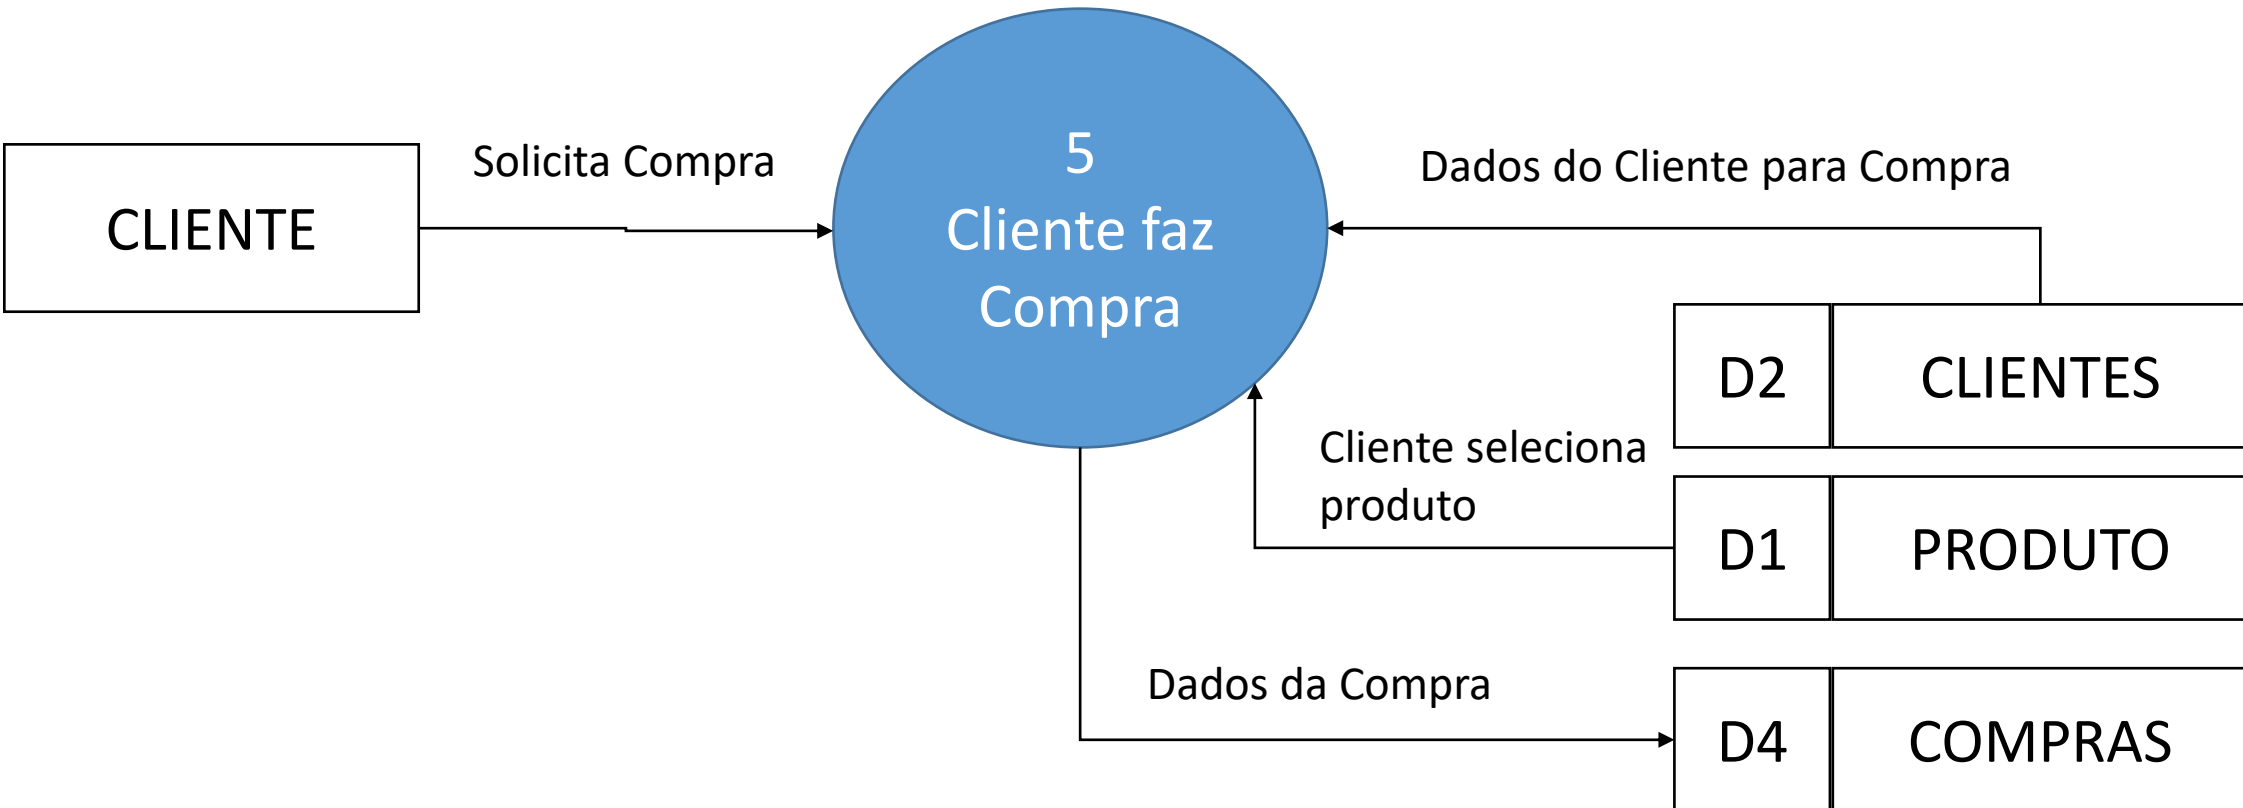 CLIENTE
Solicita Compra
5
Cliente faz
Compra
Dados do Cliente para Compra
D2
CLIENTES
Cliente seleciona
produto
D1
PRODUTO
Dados da Compra
D4
COMPRAS